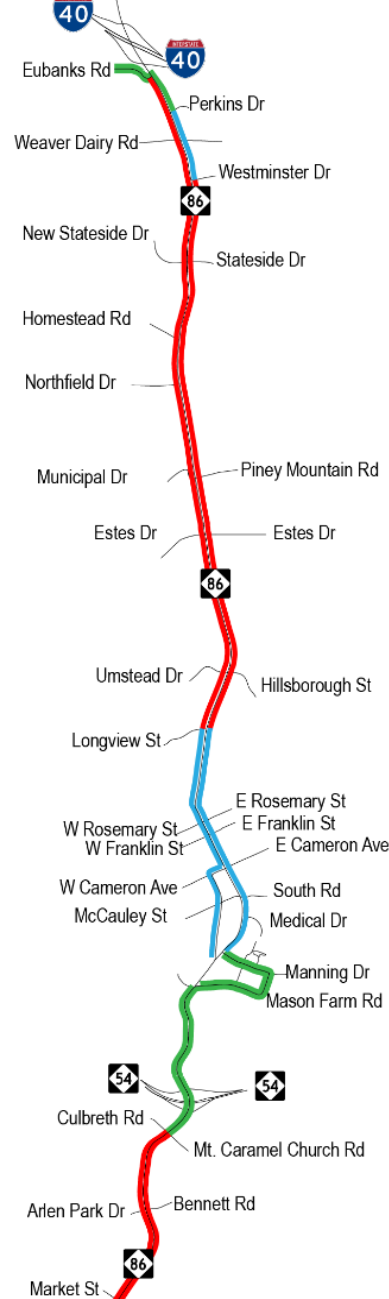 40
INTERSTATE
40
Eubanks Rd
Perkins Dr
Weaver Dairy Rd
Westminster Dr
86
New Stateside Dr
Stateside Dr
Homestead Rd
Northfield Dr
Piney Mountain Rd
Municipal Dr
Estes Dr
Estes Dr
86
Umstead Dr
Hillsborough St
Longview St
E Rosemary St
E Franklin St
W Rosemary St
W Franklin St
E Cameron Ave
W Cameron Ave
South Rd
McCauley St
Medical Dr
Manning Dr
Mason Farm Rd
54
54
Culbreth Rd
Mt. Caramel Church Rd
Bennett Rd
Arlen Park Dr
86
Market St